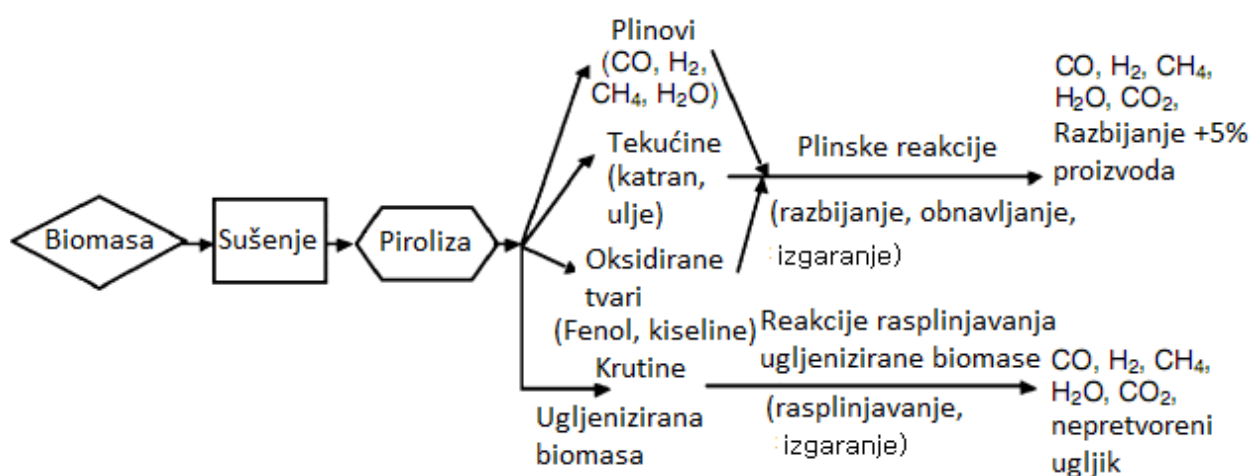 Biomasa
Sušenje
Piroliza
Plinovi
(CO, H₂,
CH₄, H₂O)
Tekućine
(katran,
ulje)
Oksidirane
tvari
(Fenol, kiseline)
Krutine
Ugljenizirana
biomasa
Plinske reakcije
(razbijanje, obnavljanje,
izgaranje)
CO, H₂, CH₄,
H₂O, CO₂,
Razbijanje +5%
proizvoda
Reakcije rasplinjavanja
ugljenizirane biomase
(rasplinjavanje,
izgaranje)
CO, H₂, CH₄,
H₂O, CO₂,
nepretvoreni
ugljik